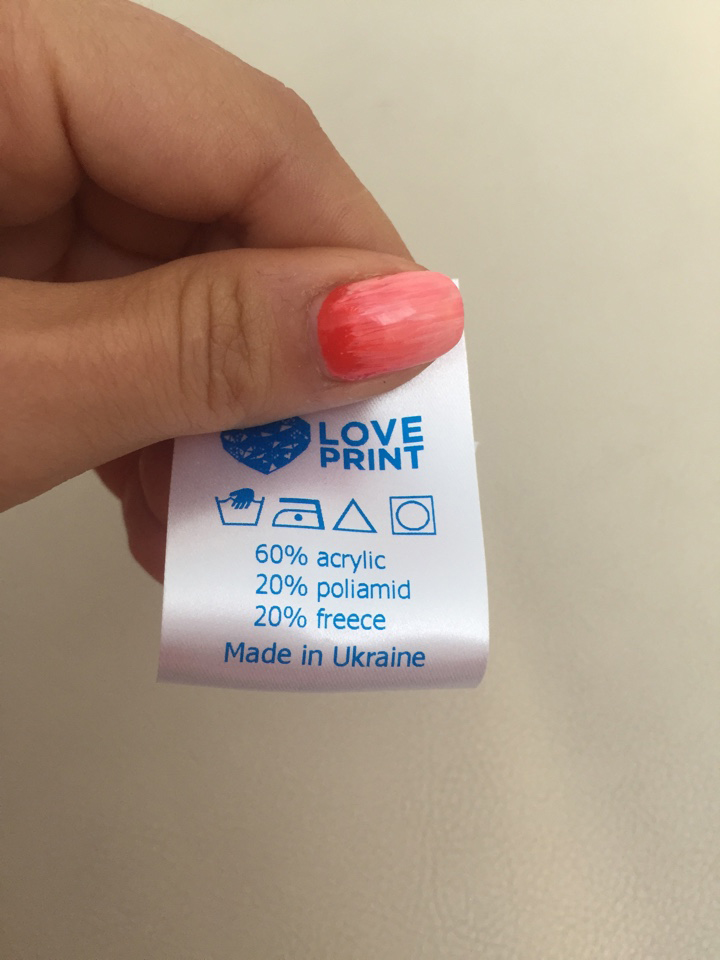 LOVE
PRINT
60% acrylic
20% poliamid
20% freece
Made in Ukraine